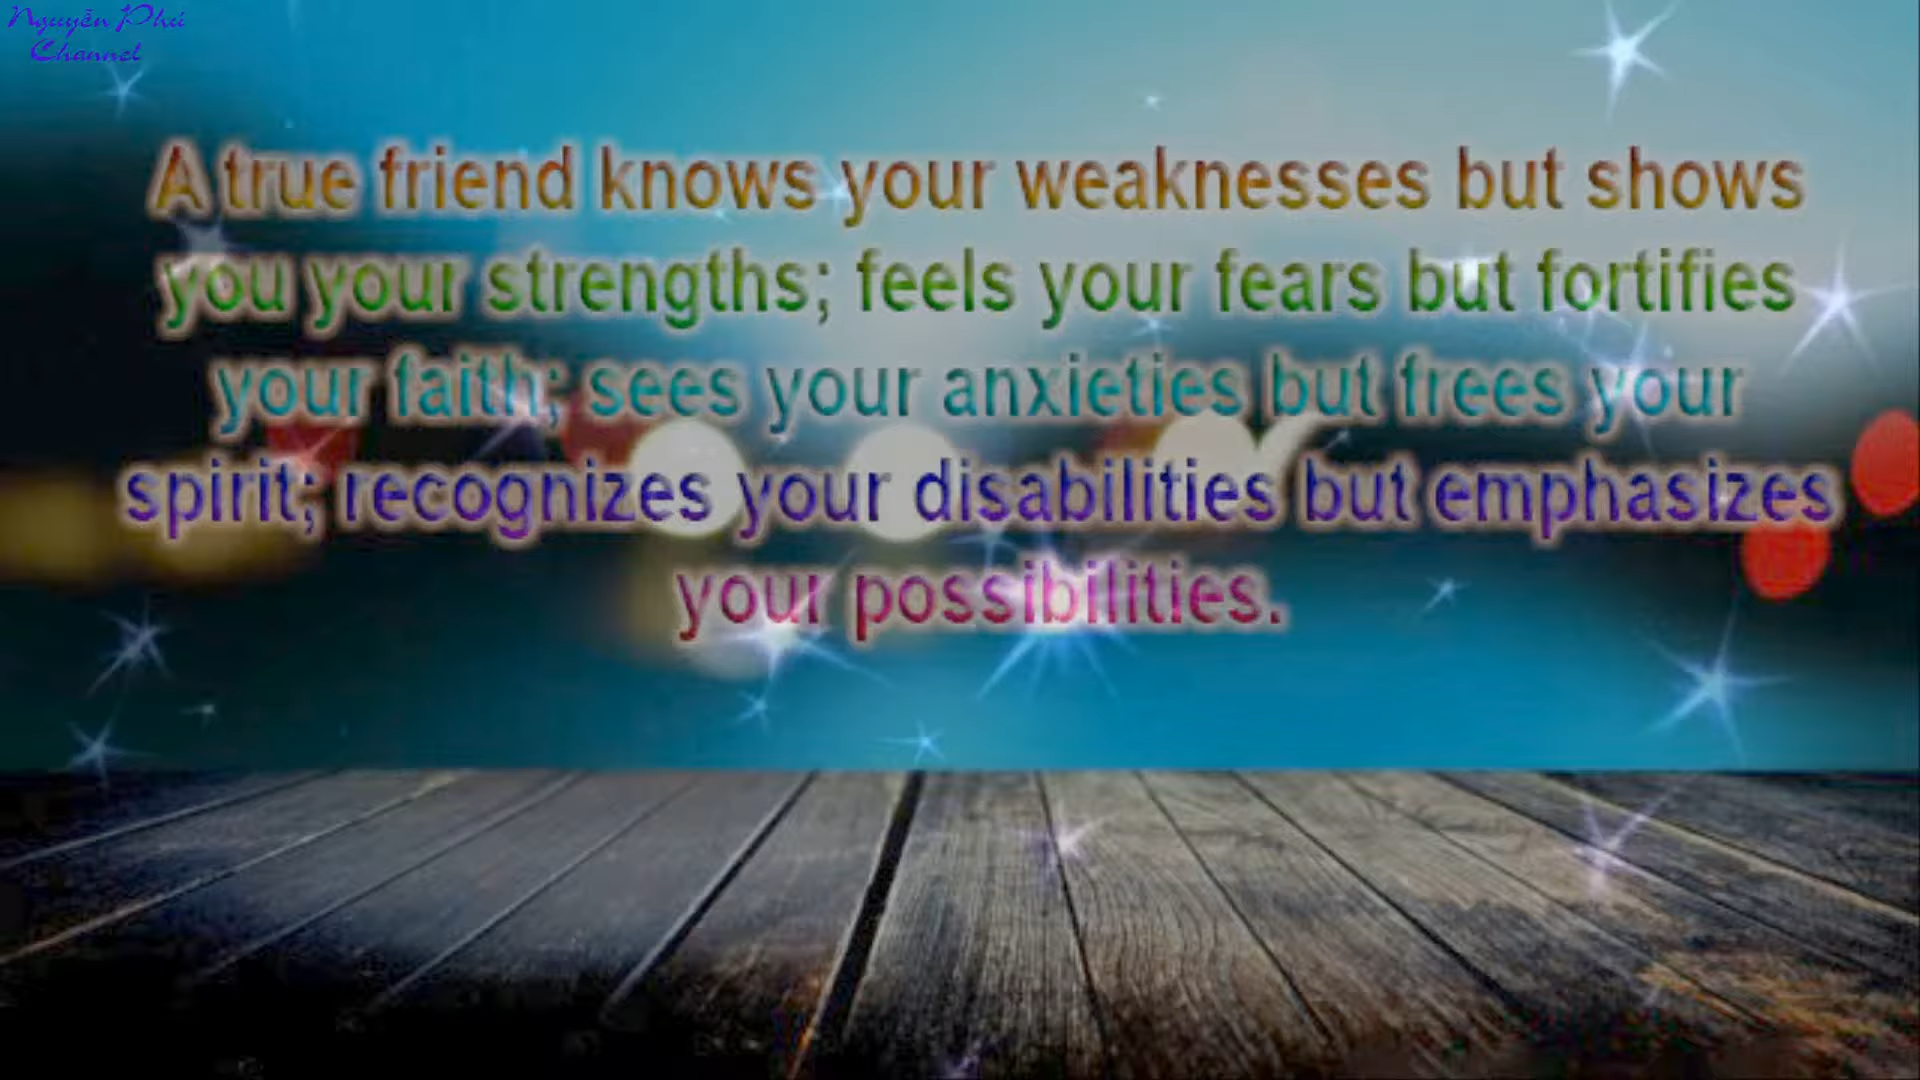 Nguyễn Phú
Channel
A true friend knows your weaknesses but shows
you your strengths; feels your fears but fortifies
your faith; sees your anxieties but frees your
spirit; recognizes your disabilities but emphasizes
your possibilities.